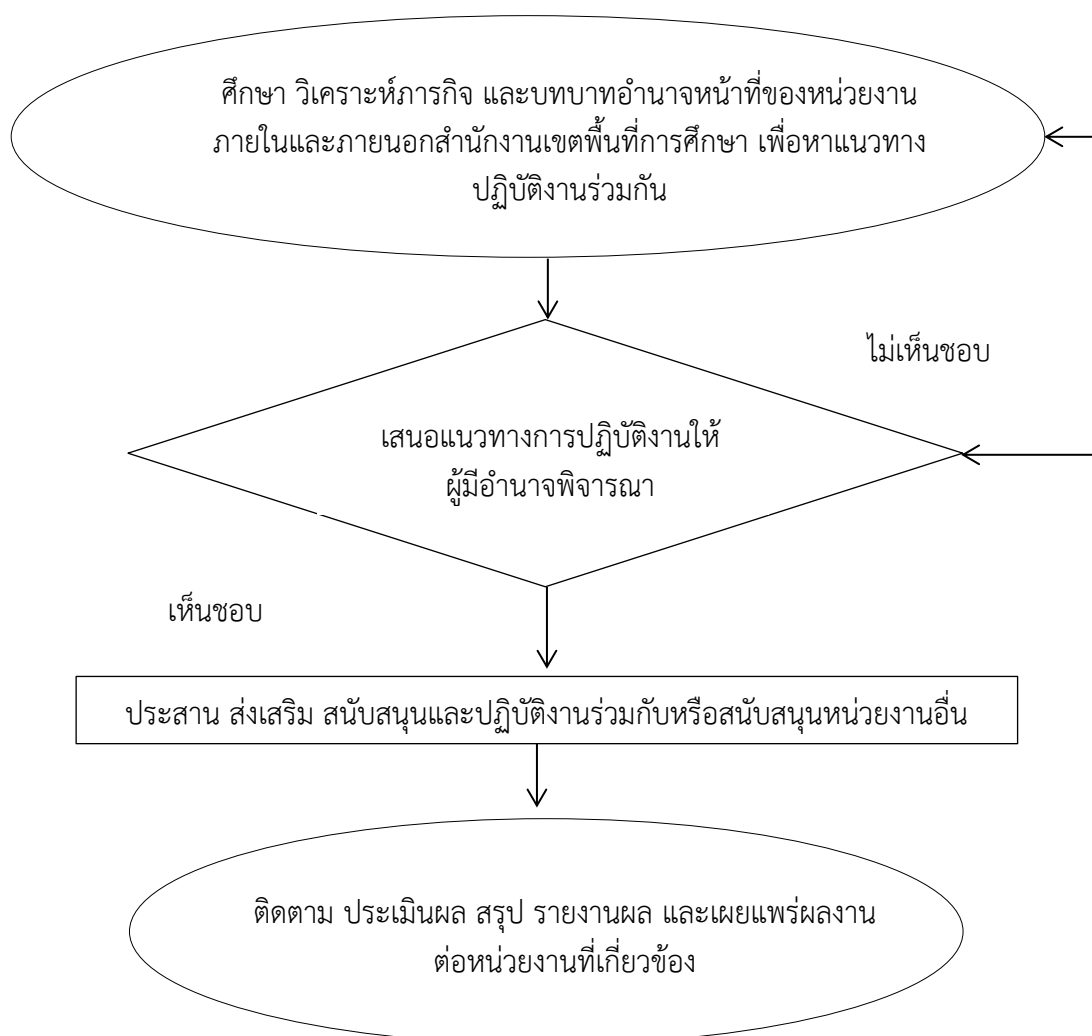 ศึกษา วิเคราะห์ภารกิจ และบทบาทอำนาจหน้าที่ของหน่วยงาน
ภายในและภายนอกสำนักงานเขตพื้นที่การศึกษา เพื่อหาแนวทาง
ปฏิบัติงานร่วมกัน
ไม่เห็นชอบ
เสนอแนวทางการปฏิบัติงานให้
ผู้มีอำนาจพิจารณา
เห็นชอบ
ประสาน ส่งเสริม สนับสนุนและปฏิบัติงานร่วมกับหรือสนับสนุนหน่วยงานอื่น
ติดตาม ประเมินผล สรุป รายงานผล และเผยแพร่ผลงาน
ต่อหน่วยงานที่เกี่ยวข้อง